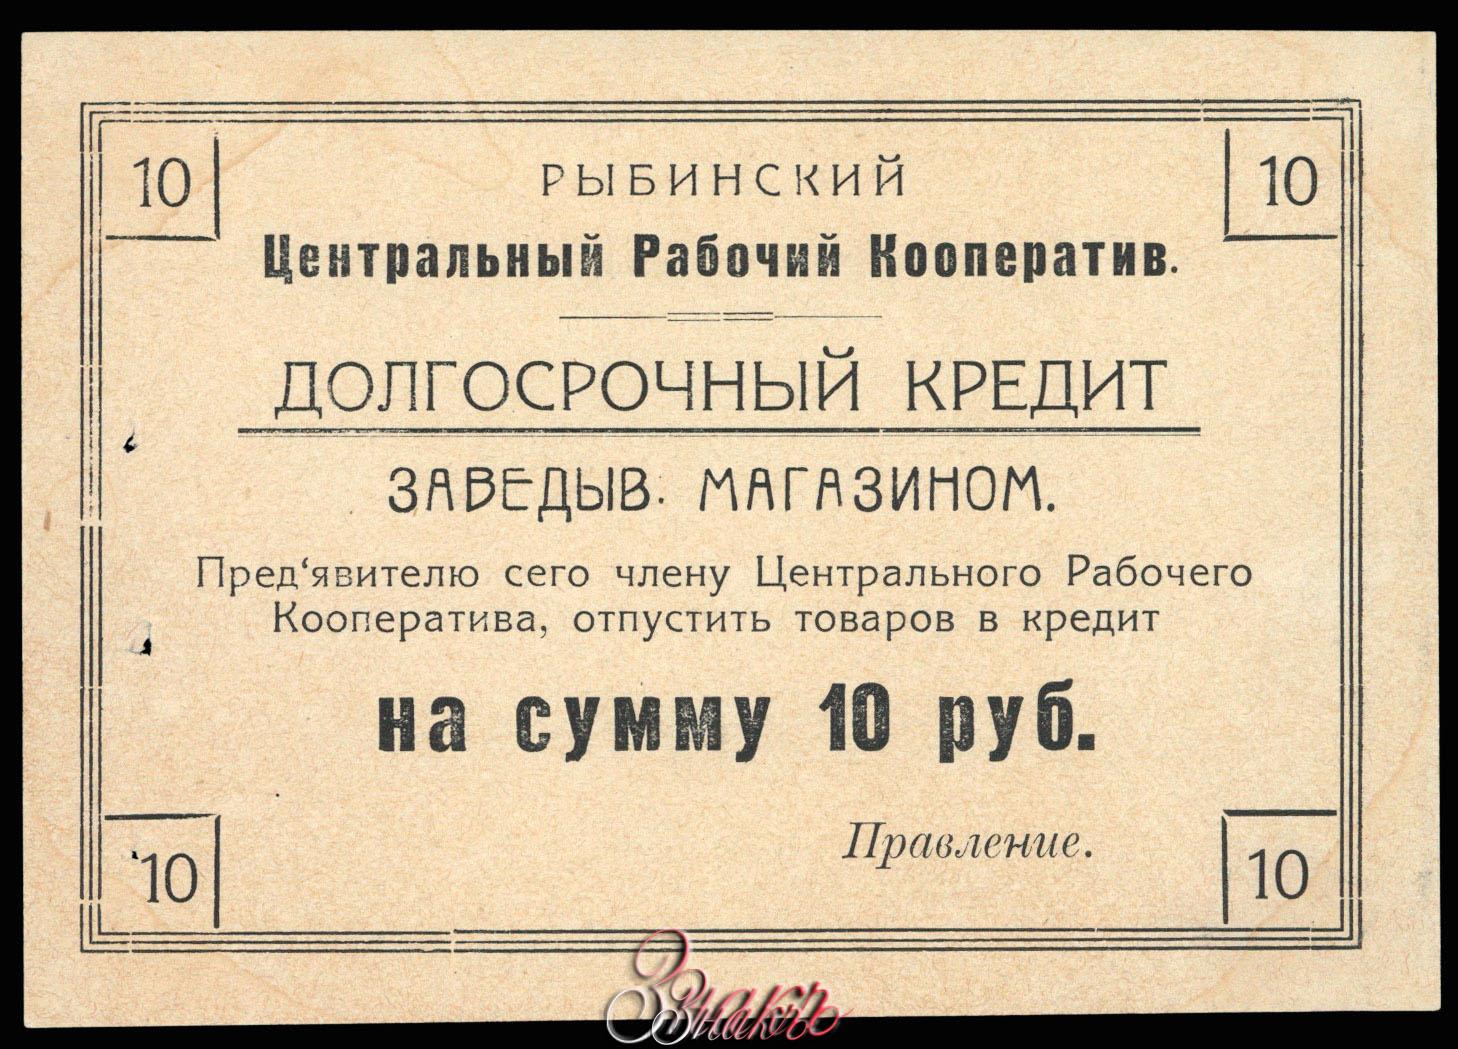 10
10
РЫБИНСКИЙ
Центральный Рабочий Кооператив.
ДОЛГОСРОЧНЫЙ КРЕДИТ
ЗАВЕДЫВ. МАГАЗИНОМ.
Пред‘явителю сего члену Центрального Рабочего
Кооператива, отпустить товаров в кредит
на сумму 10 руб.
Правление.
10
10
Знакъ